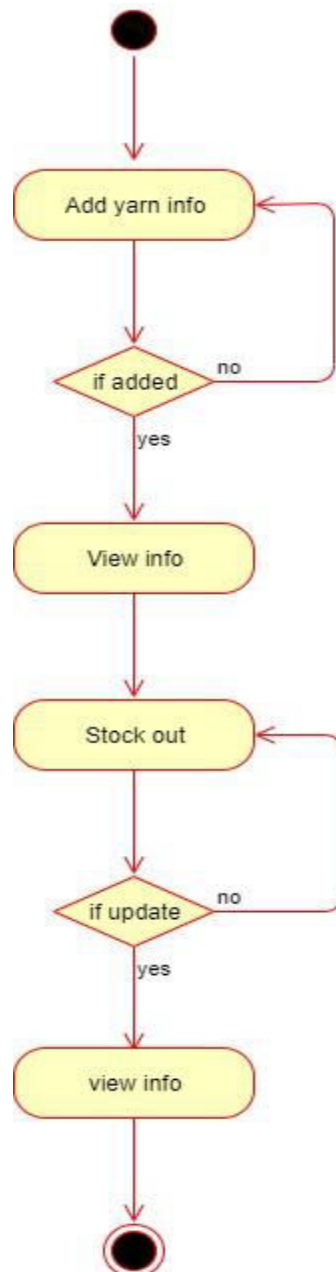 Add yarn info
if added
no
yes
View info
Stock out
if update
no
yes
view info